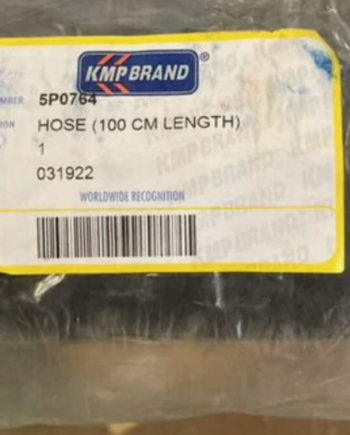 KMP BRAND ®
MBER 5P0764
ION HOSE (100 CM LENGTH)
1
031922
WORLDWIDE RECOGNITION